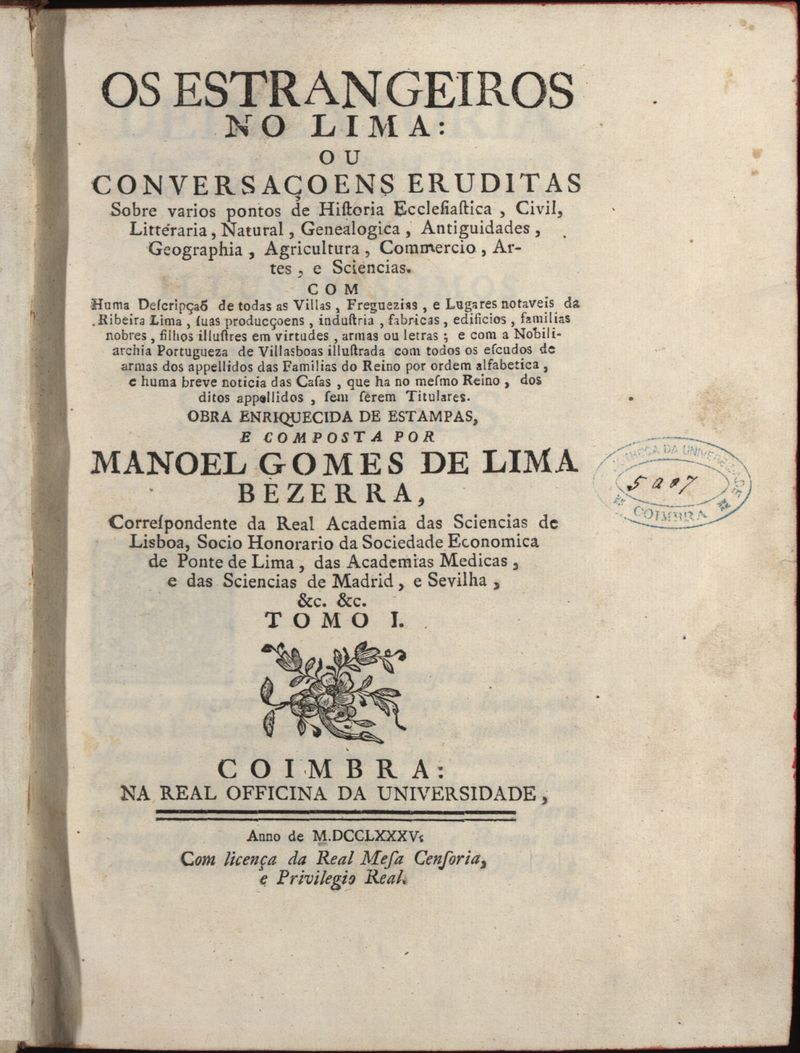 OS ESTRANGEIROS
NO LIMA:
OU
CONVERSAÇOENS ERUDITAS
Sobre varios pontos de Hiſtoria Eccleſiaſtica , Civil,
Litteraria , Natural , Genealogica , Antiguidades ,
Geographia , Agricultura , Commercio , Ar-
tes , e Sciencias.
COM
Huma Deſcripçaõ de todas as Villas , Freguezias , e Lugares notaveis da
Ribeira Lima , ſuas producçoens , induſtria , fabricas , edificios , familias
nobres , filhos illuſtres em virtudes , armas ou letras ; e com a Nobili-
archia Portugueza de Villasboas illuſtrada com todos os eſcudos de
armas dos appellidos das Familias do Reino por ordem alfabetica ,
e huma breve noticia das Caſas , que ha no meſmo Reino , dos
ditos appellidos , ſem ſerem Titulares.
OBRA ENRIQUECIDA DE ESTAMPAS,
E COMPOSTA POR
MANOEL GOMES DE LIMA
BEZERRA,
Correſpondente da Real Academia das Sciencias de
Lisboa, Socio Honorario da Sociedade Economica
de Ponte de Lima , das Academias Medicas ,
e das Sciencias de Madrid , e Sevilha ,
&c. &c.
TOMO I.
COIMBRA:
NA REAL OFFICINA DA UNIVERSIDADE ,
Anno de M.DCCLXXXV.
Com licença da Real Meſa Cenſoria,
e Privilegio Real.
DA UNIVERSIDADE
COIMBRA